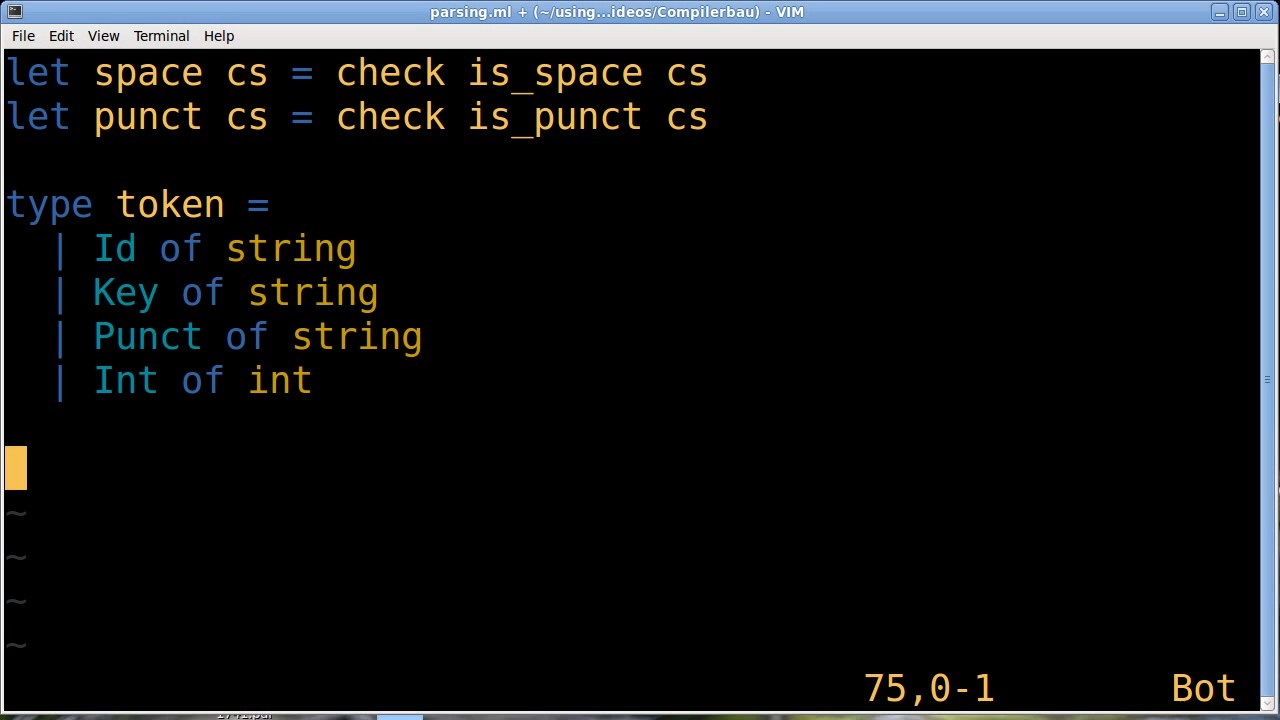 parsing.ml + (~/using...ideos/Compilerbau) - VIM
File Edit View Terminal Help
let space cs = check is_space cs
let punct cs = check is_punct cs
type token =
| Id of string
| Key of string
| Punct of string
| Int of int
~
~
~
~
75,0-1 Bot